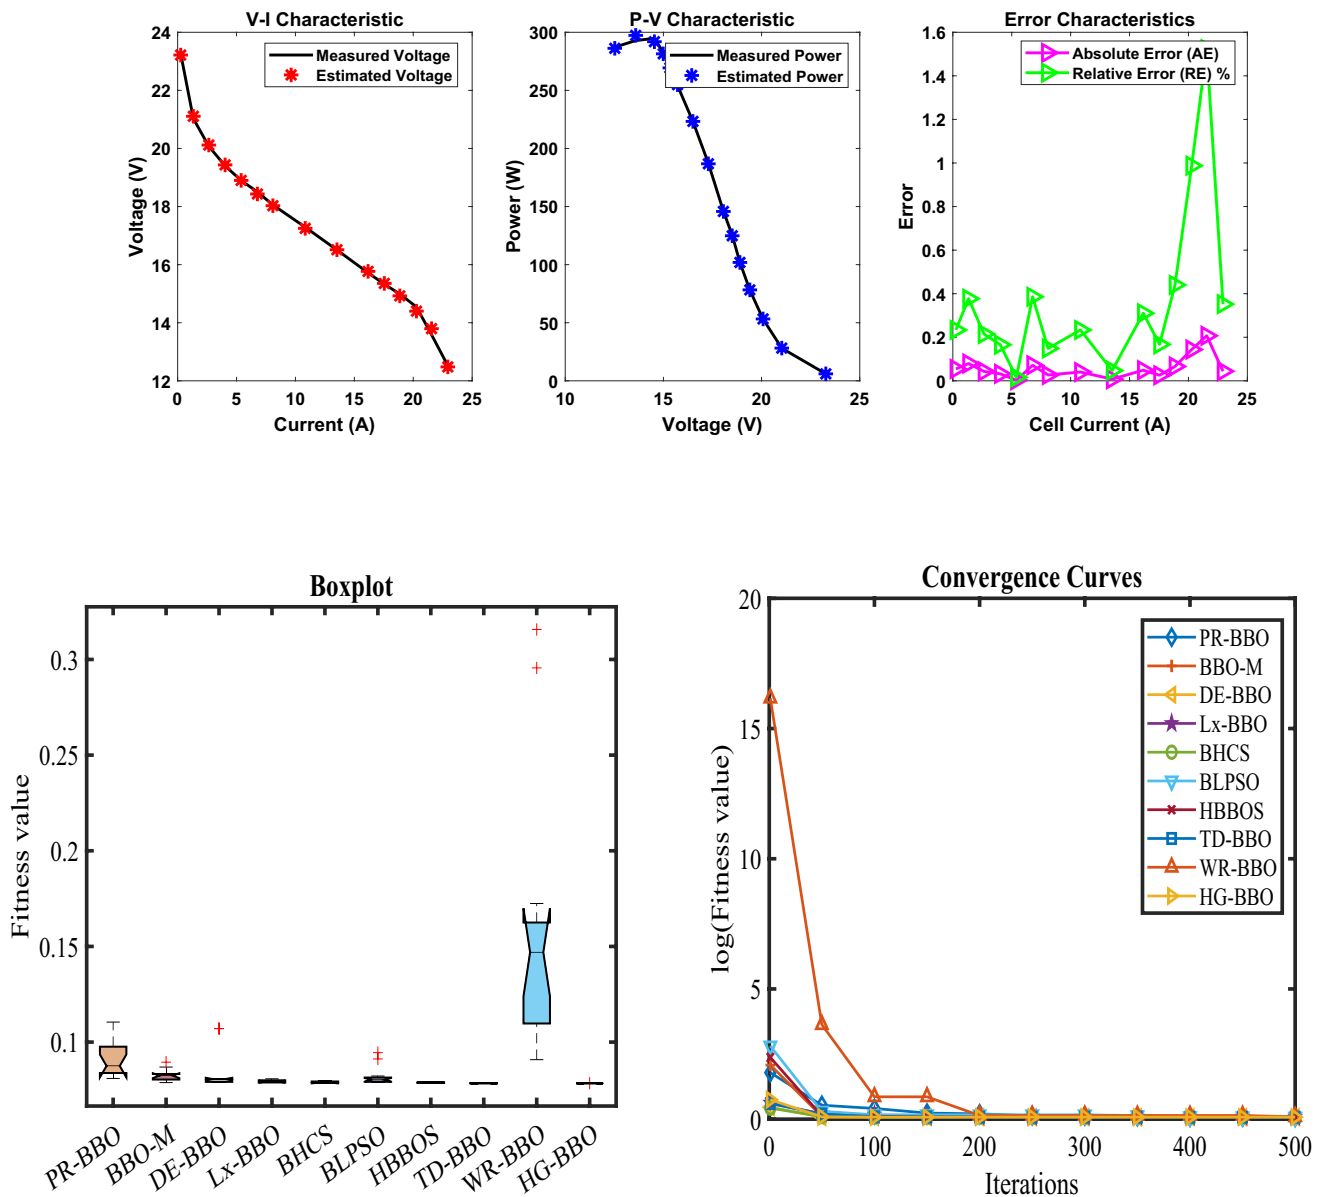 V-I Characteristic
24
22
20
18
16
14
12
0 5 10 15 20 25
Voltage (V)
Current (A)
Measured Voltage
Estimated Voltage
P-V Characteristic
300
250
200
150
100
50
0
10 15 20 25
Power (W)
Voltage (V)
Measured Power
Estimated Power
Error Characteristics
1.6
1.4
1.2
1
0.8
0.6
0.4
0.2
0
0 5 10 15 20 25
Error
Cell Current (A)
Absolute Error (AE)
Relative Error (RE) %
Boxplot
0.3
0.25
0.2
0.15
0.1
Fitness value
PR-BBO
BBO-M
DE-BBO
Lx-BBO
BHCS
BLPSO
HBBOS
TD-BBO
WR-BBO
HG-BBO
Convergence Curves
20
15
10
5
0
0 100 200 300 400 500
log(Fitness value)
Iterations
PR-BBO
BBO-M
DE-BBO
Lx-BBO
BHCS
BLPSO
HBBOS
TD-BBO
WR-BBO
HG-BBO